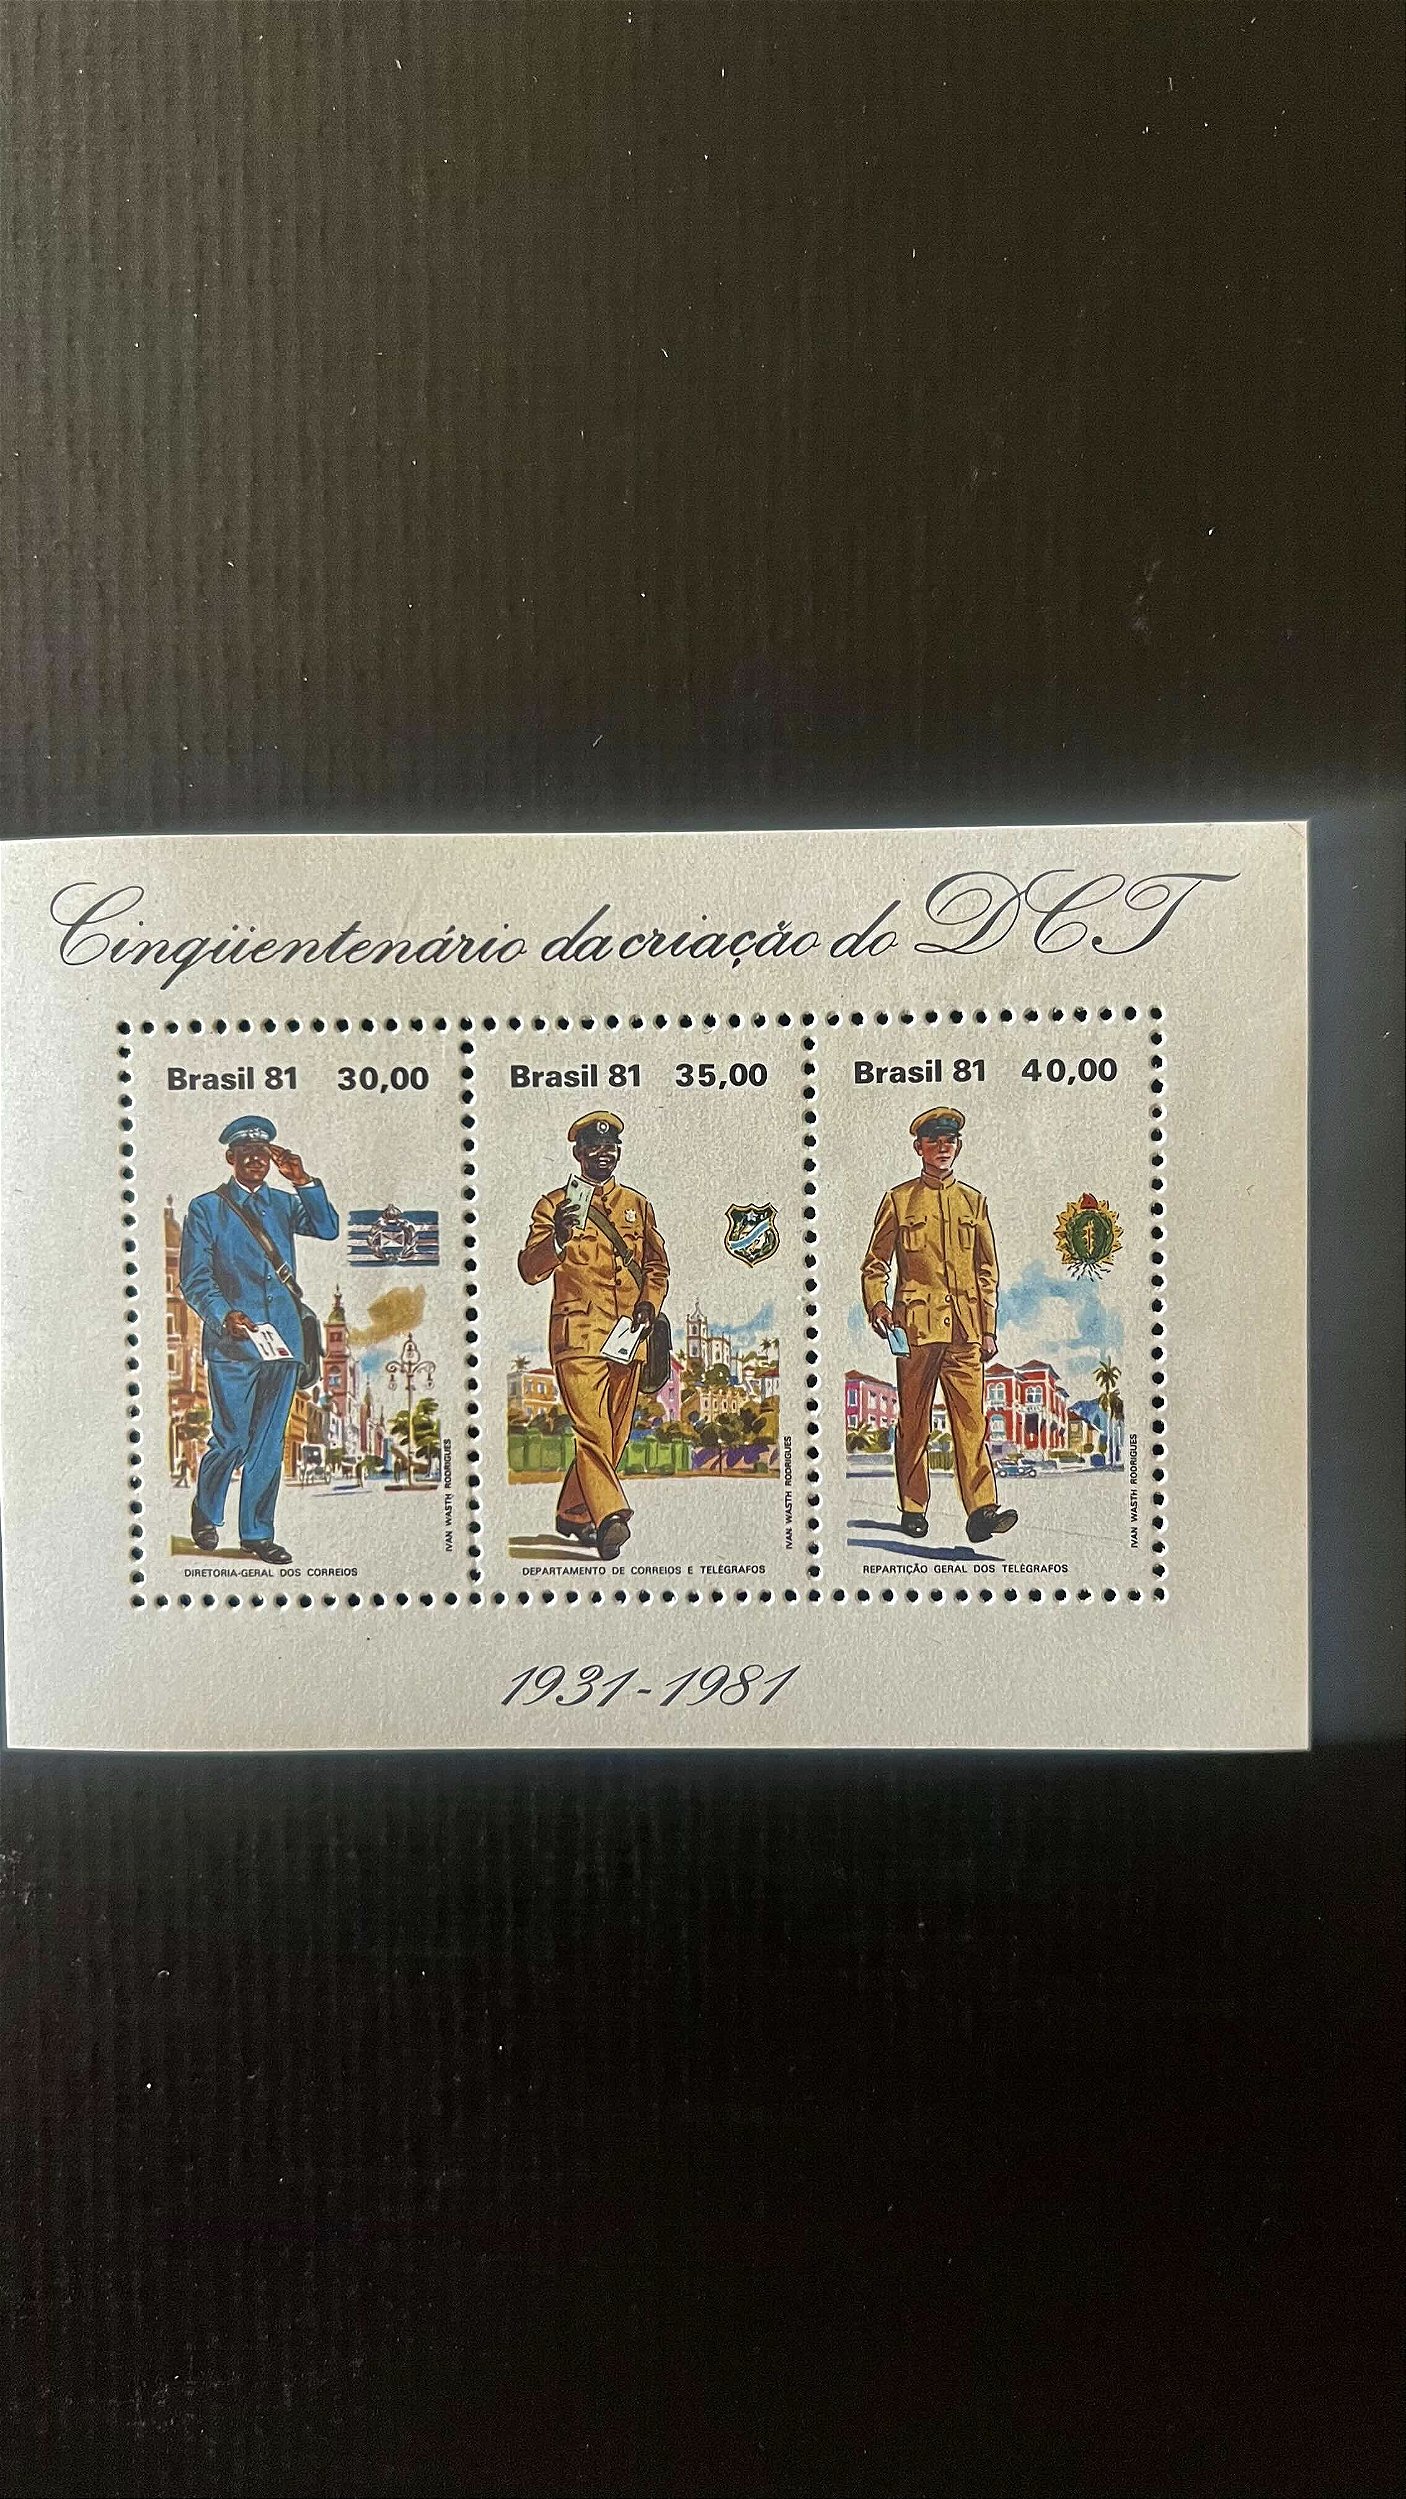 Cinqüentenário da criação do DCT
Brasil 81 30,00
IVAN WASTH RODRIGUES
DIRETORIA-GERAL DOS CORREIOS
Brasil 81 35,00
IVAN WASTH RODRIGUES
DEPARTAMENTO DE CORREIOS E TELÉGRAFOS
Brasil 81 40,00
IVAN WASTH RODRIGUES
REPARTIÇÃO GERAL DOS TELÉGRAFOS
1931-1981